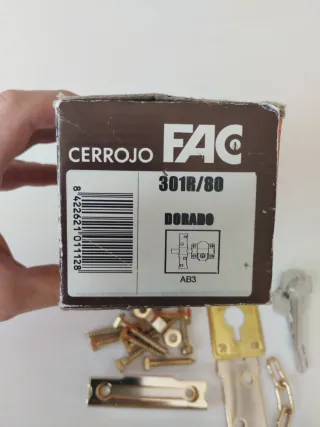 CERROJO FAC
301R/80
DORADO
AB3
8 422621 011128